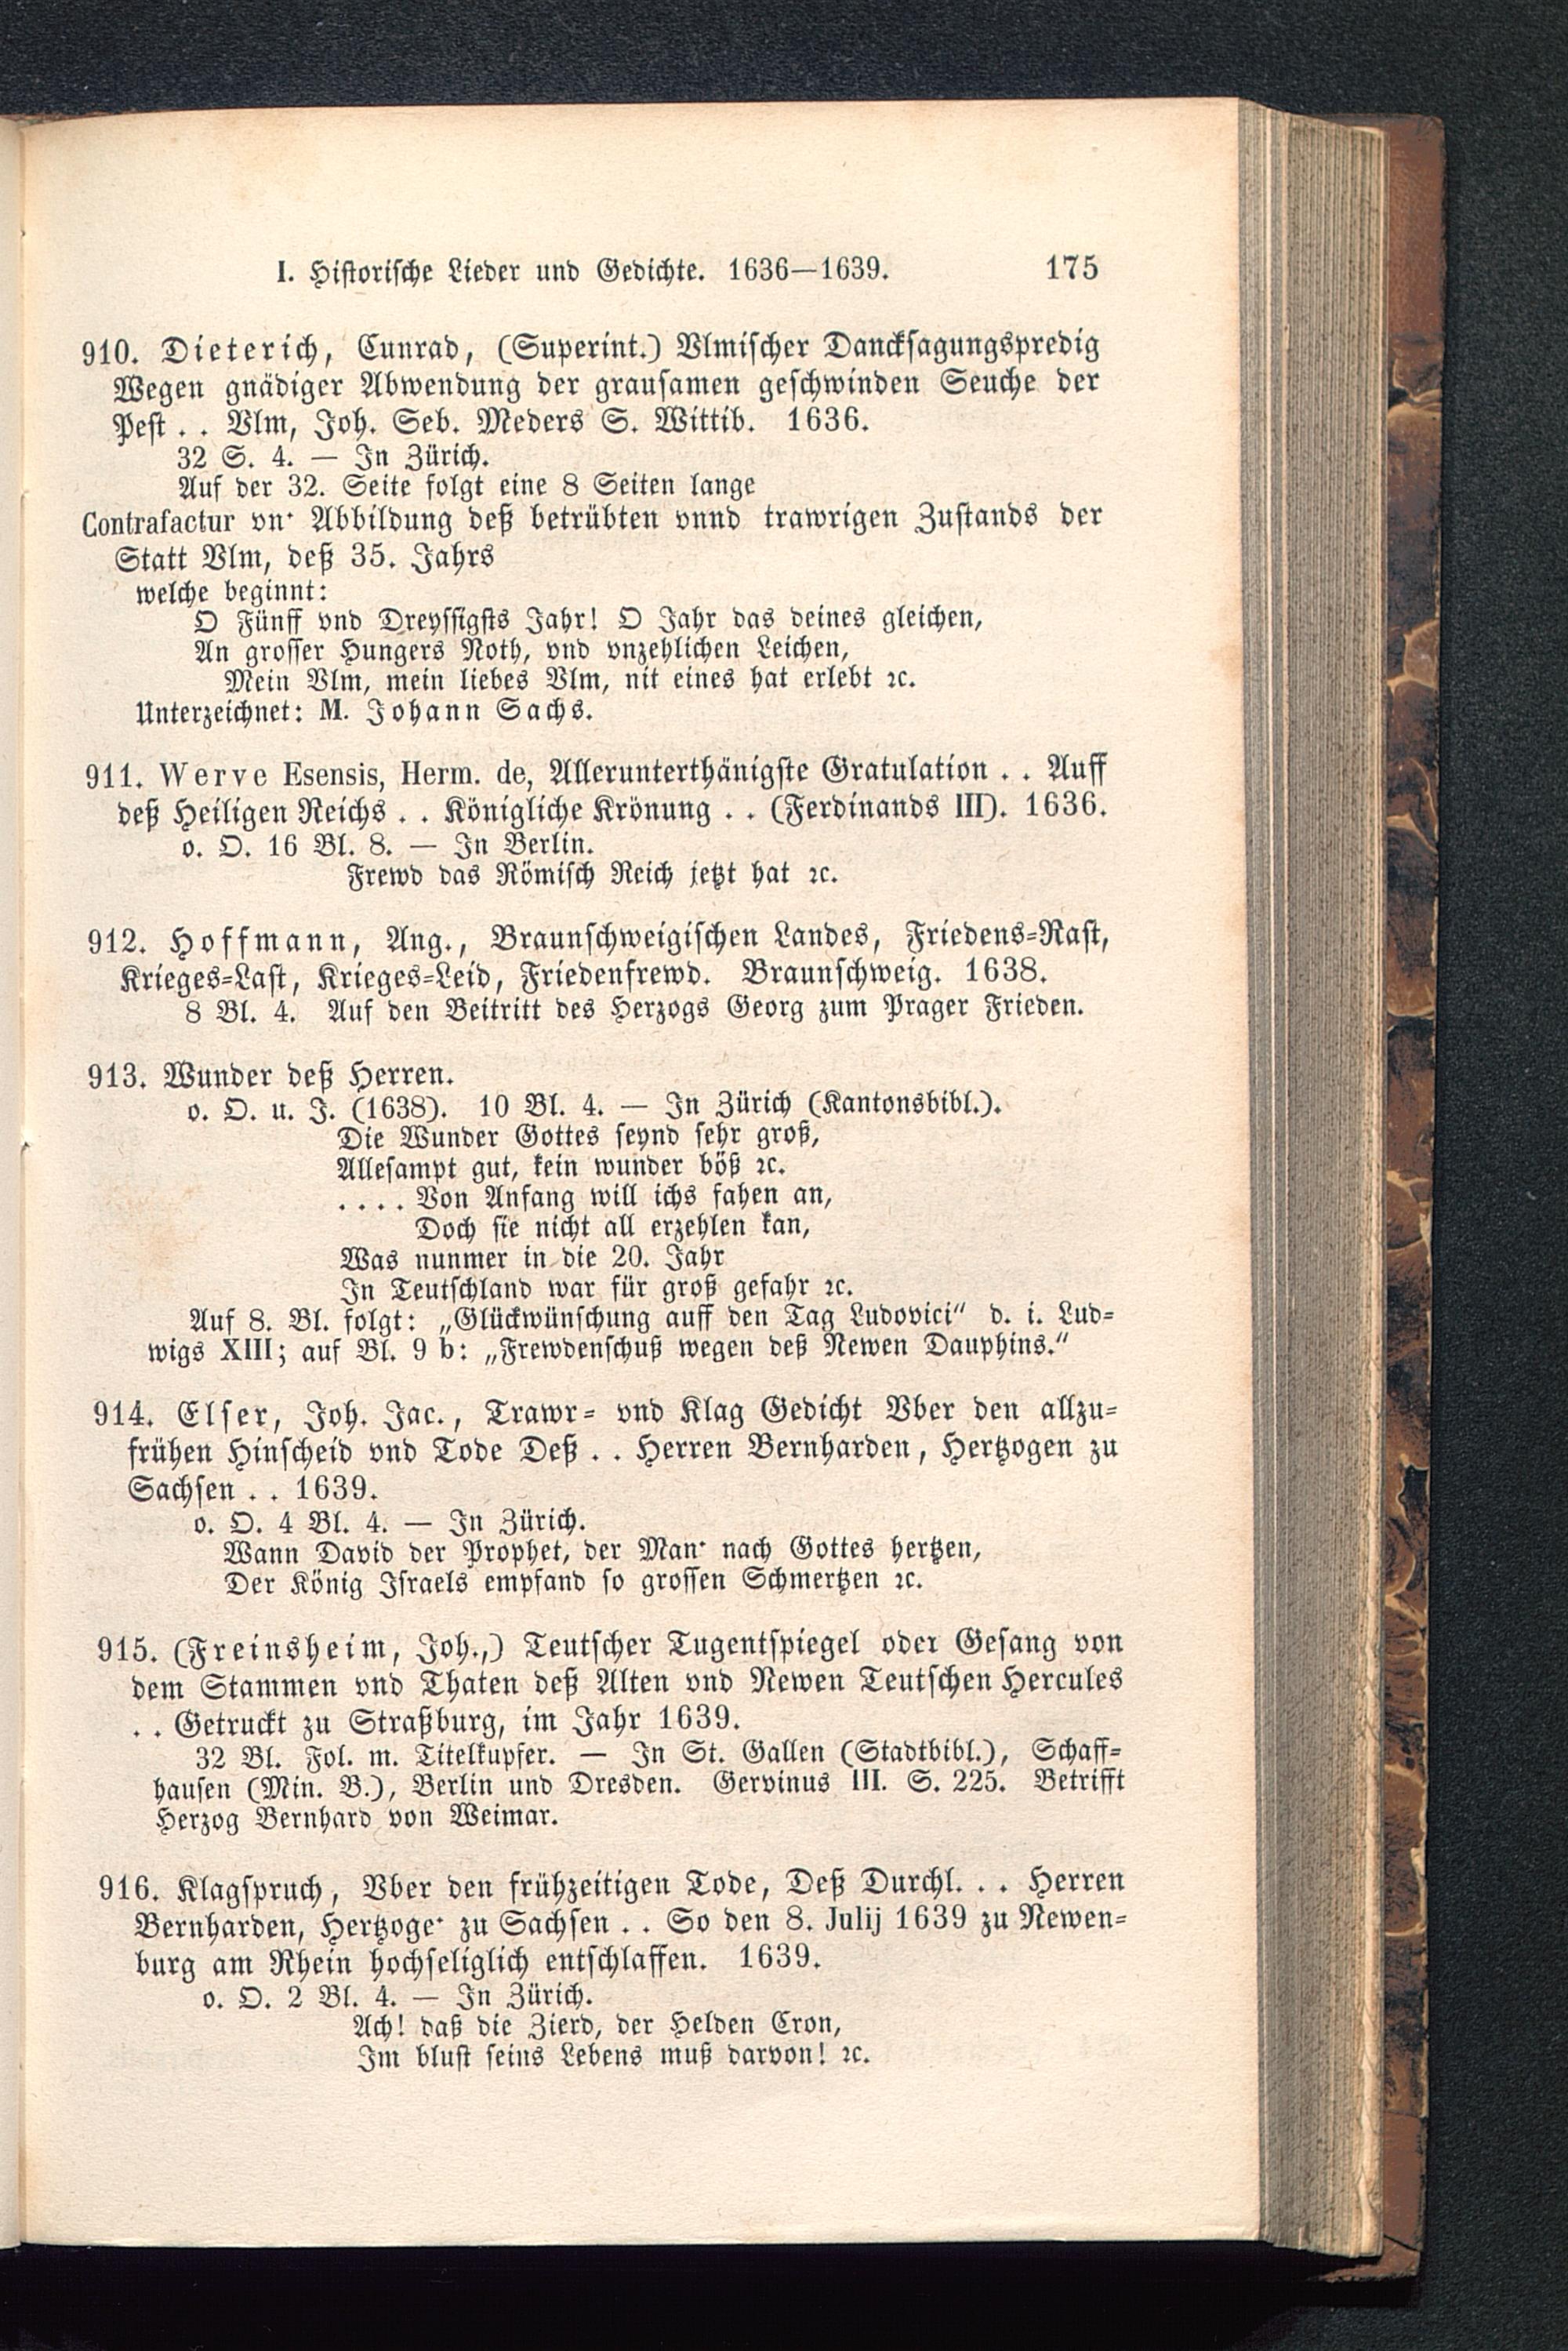 I. Historische Lieder und Gedichte. 1636—1639. 175
910. Dieterich, Cunrad, (Superint.) Vlmischer Dancksagungspredig
Wegen gnädiger Abwendung der grausamen geschwinden Seuche der
Pest . . Vlm, Joh. Seb. Meders S. Wittib. 1636.
32 S. 4. — In Zürich.
Auf der 32. Seite folgt eine 8 Seiten lange
Contrafactur vn· Abbildung deß betrübten vnnd trawrigen Zustands der
Statt Vlm, deß 35. Jahrs
welche beginnt:
O Fünff vnd Dreyssigsts Jahr! O Jahr das deines gleichen,
An grosser Hungers Noth, vnd vnzehlichen Leichen,
Mein Vlm, mein liebes Vlm, nit eines hat erlebt ꝛc.
Unterzeichnet: M. Johann Sachs.
911. Werve Esensis, Herm. de, Allerunterthänigste Gratulation . . Auff
deß Heiligen Reichs . . Königliche Krönung . . (Ferdinands III). 1636.
o. O. 16 Bl. 8. — In Berlin.
Frewd das Römisch Reich jetzt hat ꝛc.
912. Hoffmann, Ang., Braunschweigischen Landes, Friedens-Rast,
Krieges-Last, Krieges-Leid, Friedenfrewd. Braunschweig. 1638.
8 Bl. 4. Auf den Beitritt des Herzogs Georg zum Prager Frieden.
913. Wunder deß Herren.
o. O. u. J. (1638). 10 Bl. 4. — In Zürich (Kantonsbibl.).
Die Wunder Gottes seynd sehr groß,
Allesampt gut, kein wunder böß ꝛc.
. . . . Von Anfang will ichs fahen an,
Doch sie nicht all erzehlen kan,
Was nunmer in die 20. Jahr
In Teutschland war für groß gefahr ꝛc.
Auf 8. Bl. folgt: „Glückwünschung auff den Tag Ludovici“ d. i. Lud-
wigs XIII; auf Bl. 9 b: „Frewdenschuß wegen deß Newen Dauphins.“
914. Elser, Joh. Jac., Trawr- vnd Klag Gedicht Vber den allzu-
frühen Hinscheid vnd Tode Deß . . Herren Bernharden, Hertzogen zu
Sachsen . . 1639.
o. O. 4 Bl. 4. — In Zürich.
Wann David der Prophet, der Man· nach Gottes hertzen,
Der König Israels empfand so grossen Schmertzen ꝛc.
915. (Freinsheim, Joh.,) Teutscher Tugentspiegel oder Gesang von
dem Stammen vnd Thaten deß Alten vnd Newen Teutschen Hercules
. . Getruckt zu Straßburg, im Jahr 1639.
32 Bl. Fol. m. Titelkupfer. — In St. Gallen (Stadtbibl.), Schaff-
hausen (Min. B.), Berlin und Dresden. Gervinus III. S. 225. Betrifft
Herzog Bernhard von Weimar.
916. Klagspruch, Vber den frühzeitigen Tode, Deß Durchl. . . Herren
Bernharden, Hertzoge· zu Sachsen . . So den 8. Julij 1639 zu Newen-
burg am Rhein hochseliglich entschlaffen. 1639.
o. O. 2 Bl. 4. — In Zürich.
Ach! daß die Zierd, der Helden Cron,
Im blust seins Lebens muß darvon! ꝛc.